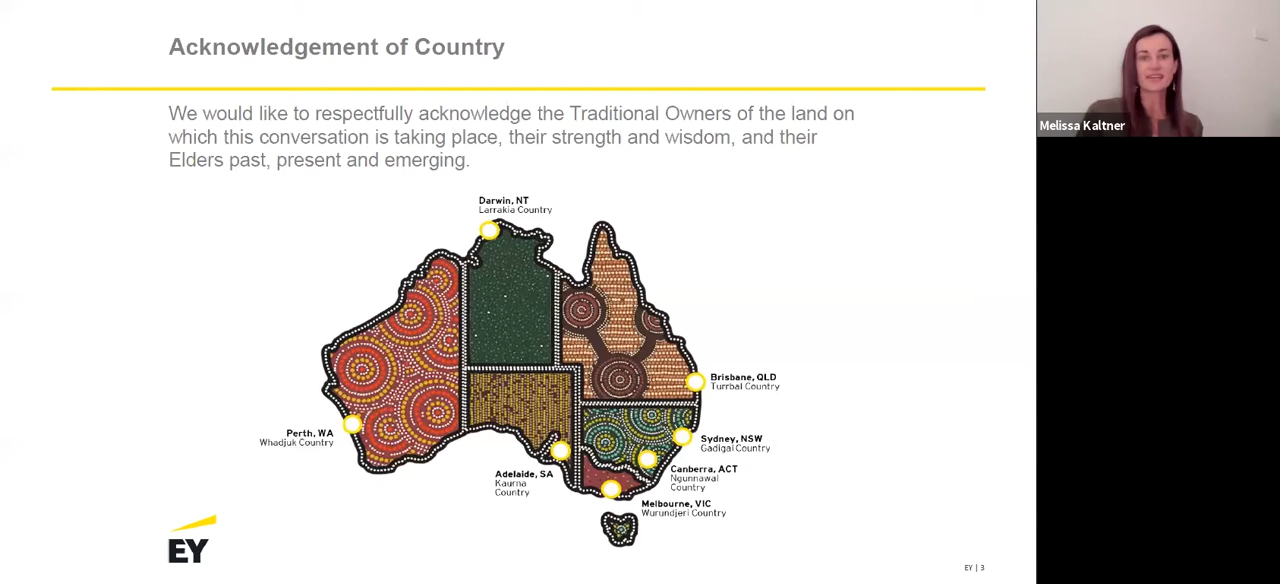 Acknowledgement of Country
We would like to respectfully acknowledge the Traditional Owners of the land on
which this conversation is taking place, their strength and wisdom, and their
Elders past, present and emerging.
Melissa Kaltner
Darwin, NT
Larrakia Country
Brisbane, QLD
Turrbal Country
Perth, WA
Whadjuk Country
Sydney, NSW
Gadigal Country
Adelaide, SA
Kaurna
Country
Canberra, ACT
Ngunnawal
Country
Melbourne, VIC
Wurundjeri Country
EY
EY | 3